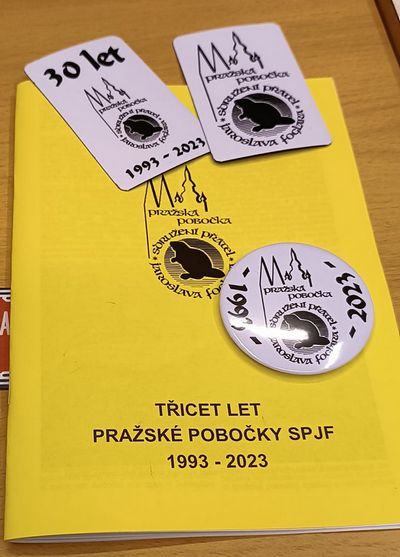 30 let
PRAŽSKÁ
POBOČKA
SDRUŽENÍ PŘÁTEL
JAROSLAVA FOGLARA
1993 - 2023
PRAŽSKÁ
POBOČKA
SDRUŽENÍ PŘÁTEL
JAROSLAVA FOGLARA
PRAŽSKÁ
POBOČKA
SDRUŽENÍ PŘÁTEL
JAROSLAVA FOGLARA
PRAŽSKÁ
POBOČKA
SDRUŽENÍ PŘÁTEL
JAROSLAVA FOGLARA
- 1993 - 2023 -
TŘICET LET
PRAŽSKÉ POBOČKY SPJF
1993 - 2023